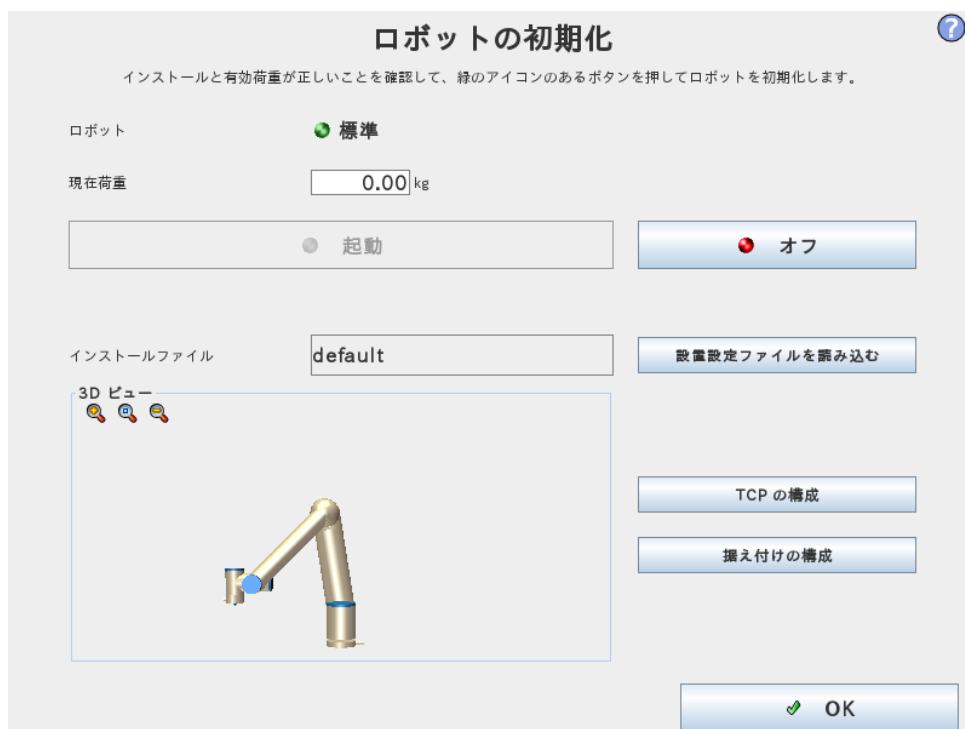 ロボットの初期化
?
インストールと有効荷重が正しいことを確認して、緑のアイコンのあるボタンを押してロボットを初期化します。
ロボット 標準
現在荷重 0.00 kg
起動 オフ
インストールファイル default 設置設定ファイルを読み込む
3D ビュー
TCP の構成
据え付けの構成
OK